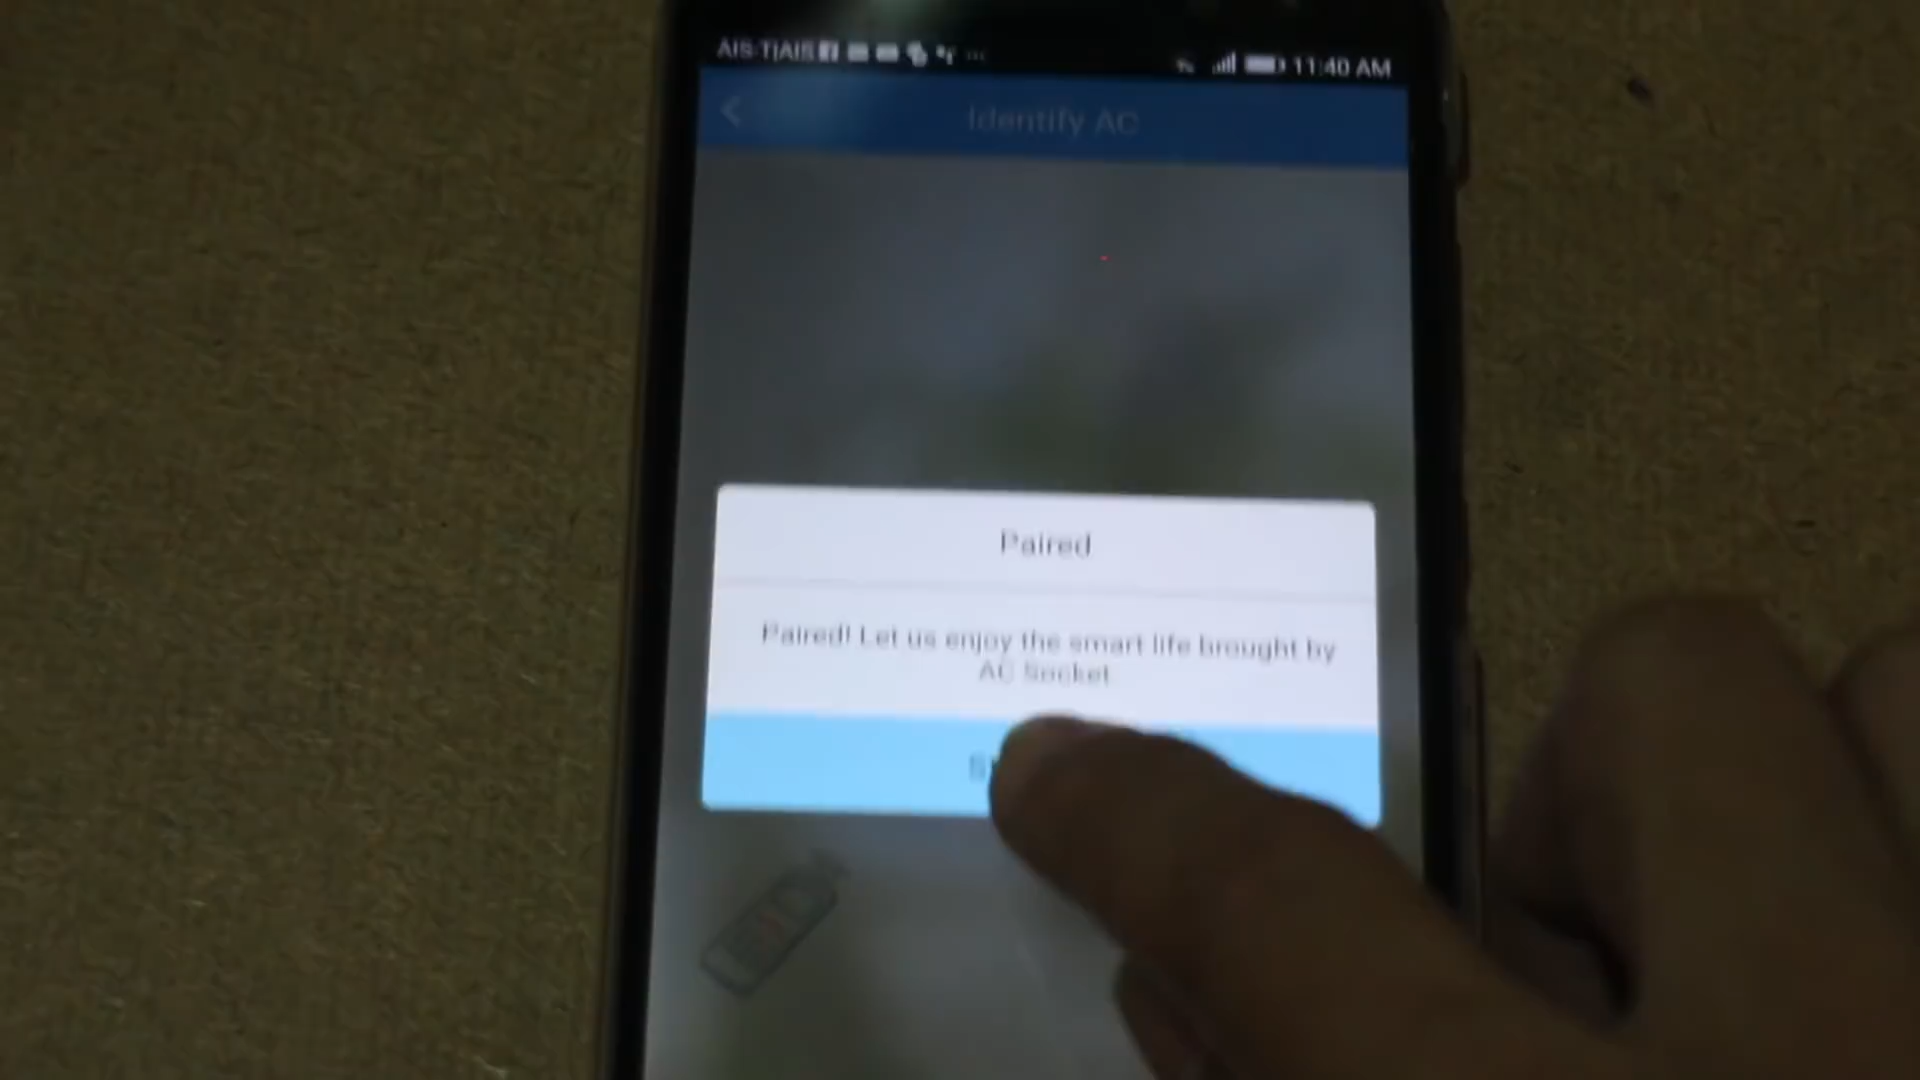 AIS-T|AIS 11:40 AM
Identify AC
Paired
Paired! Let us enjoy the smart life brought by
AC Socket